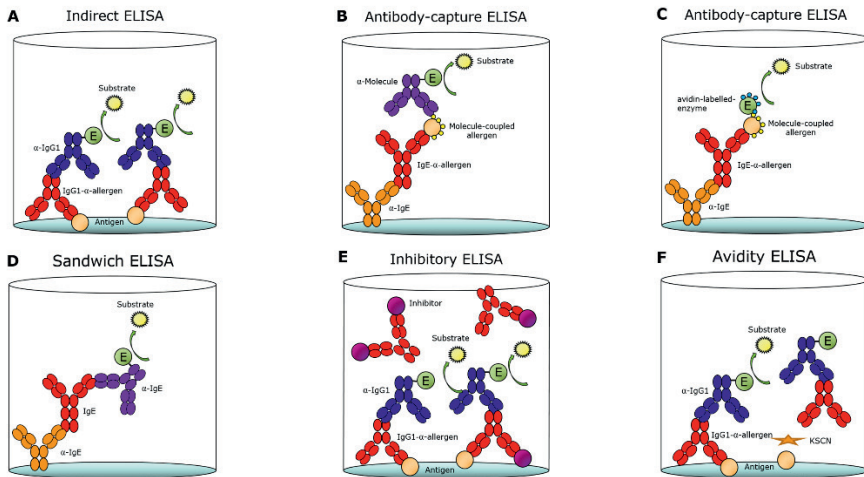 A
Indirect ELISA
Substrate
E
E
α-IgG1
IgG1-α-allergen
Antigen
B
Antibody-capture ELISA
Substrate
α-Molecule
E
Molecule-coupled
allergen
IgE-α-allergen
α-IgE
C
Antibody-capture ELISA
Substrate
avidin-labelled-
enzyme
E
Molecule-coupled
allergen
IgE-α-allergen
α-IgE
D
Sandwich ELISA
Substrate
E
α-IgE
IgE
α-IgE
E
Inhibitory ELISA
Inhibitor
Substrate
E
E
α-IgG1
IgG1-α-allergen
Antigen
F
Avidity ELISA
Substrate
E
E
α-IgG1
IgG1-α-allergen
KSCN
Antigen